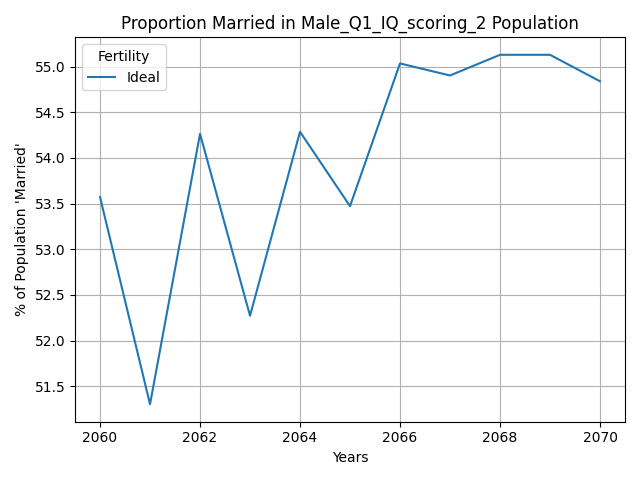 Proportion Married in Male_Q1_IQ_scoring_2 Population
Fertility
Ideal
% of Population 'Married'
55.0
54.5
54.0
53.5
53.0
52.5
52.0
51.5
2060 2062 2064 2066 2068 2070
Years